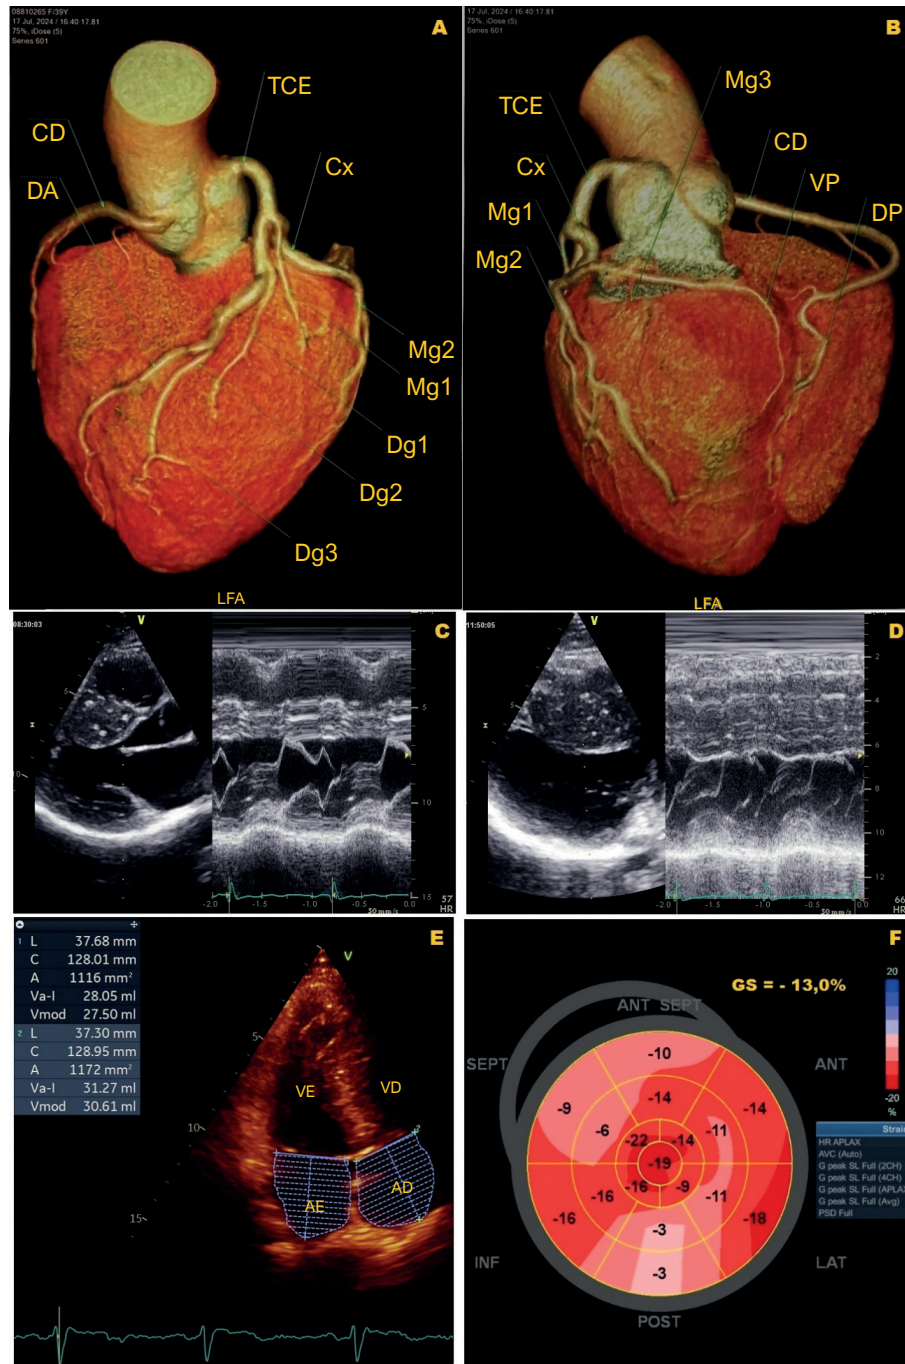 08810265 F/39Y
17 Jul, 2024 / 16:40 17.81
75%, iDose (5)
Series 601
A
TCE
CD
Cx
DA
Mg2
Mg1
Dg1
Dg2
Dg3
LFA
17 Jul, 2024 / 16:40 17.81
75%, iDose (5)
Series 601
B
Mg3
TCE
CD
Cx
VP
Mg1
DP
Mg2
LFA
08:30:03
V
C
5
5
10
10
15
-2.0
-1.0
0.0
50 mm/s
57
HR
11:50:05
V
D
2
5
4
6
8
10
12
-2.0
-1.0
0.0
50 mm/s
66
HR
E
V
1 L 37.68 mm
C 128.01 mm
A 1116 mm²
Va-l 28.05 ml
Vmod 27.50 ml
2 L 37.30 mm
C 128.95 mm
A 1172 mm²
Va-l 31.27 ml
Vmod 30.61 ml
5
VE
VD
10
2
1
AE
AD
15
F
GS = - 13,0%
20
-20
%
ANT SEPT
SEPT
ANT
-10
-9
-14
-14
-6
-11
-22
-14
-19
-16
-9
-16
-16
-11
-18
-3
-3
INF
LAT
POST
Strain
HR APLAX
AVC (Auto)
G peak SL Full (2CH)
G peak SL Full (4CH)
G peak SL Full (APLAX
G peak SL Full (Avg)
PSD Full